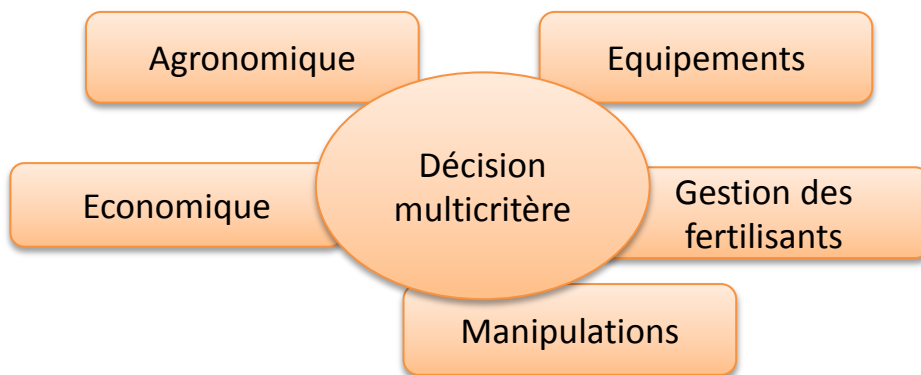 Agronomique
Equipements
Décision
multicritère
Economique
Gestion des
fertilisants
Manipulations